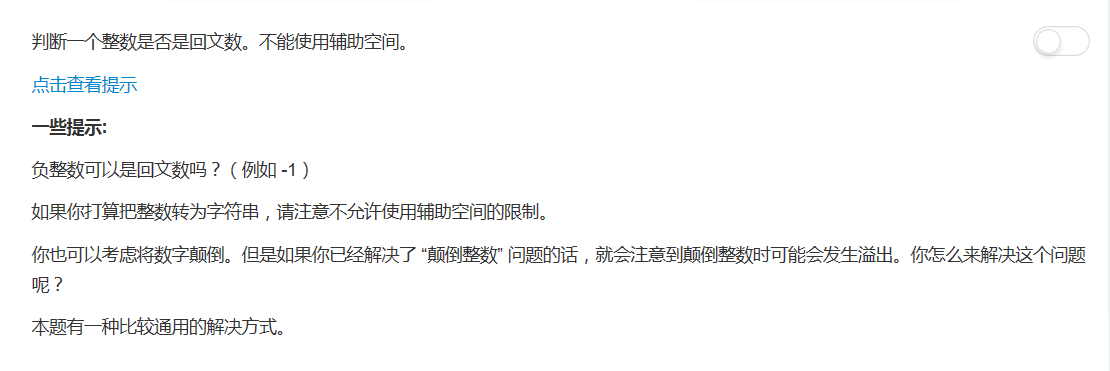 判断一个整数是否是回文数。不能使用辅助空间。
点击查看提示
一些提示:
负整数可以是回文数吗？（例如 -1）
如果你打算把整数转为字符串，请注意不允许使用辅助空间的限制。
你也可以考虑将数字颠倒。但是如果你已经解决了 “颠倒整数” 问题的话，就会注意到颠倒整数时可能会发生溢出。你怎么来解决这个问题
呢？
本题有一种比较通用的解决方式。